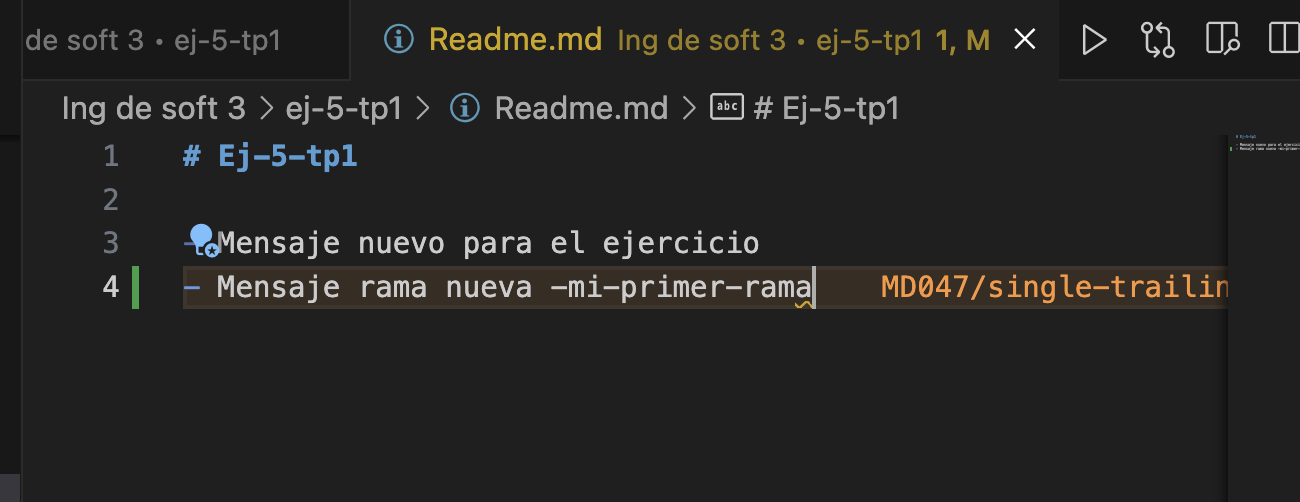 de soft 3 • ej-5-tp1
Readme.md Ing de soft 3 • ej-5-tp1 1, M
Ing de soft 3 > ej-5-tp1 > Readme.md > abc # Ej-5-tp1
1 # Ej-5-tp1
2
3 - Mensaje nuevo para el ejercicio
4 - Mensaje rama nueva -mi-primer-rama MD047/single-trailin